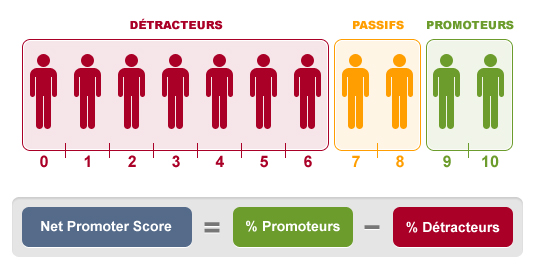 DÉTRACTEURS PASSIFS PROMOTEURS
0 1 2 3 4 5 6 7 8 9 10
Net Promoter Score = % Promoteurs − % Détracteurs